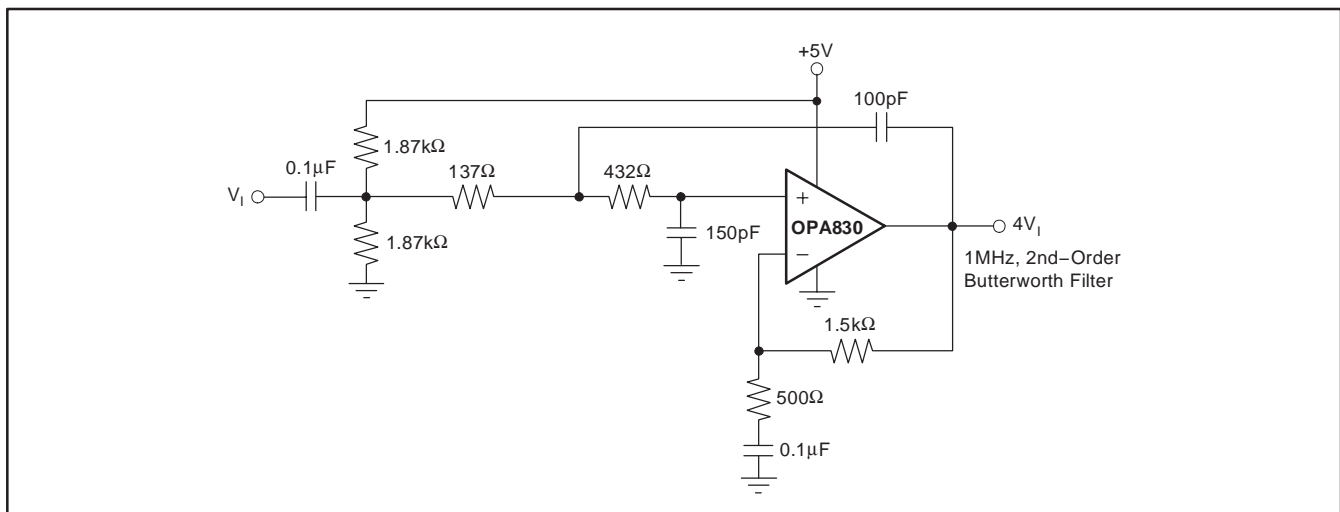 +5V
100pF
1.87kΩ
0.1μF
137Ω
432Ω
V_I
+
OPA830
4V_I
150pF
−
1.87kΩ
1MHz, 2nd−Order
Butterworth Filter
1.5kΩ
500Ω
0.1μF